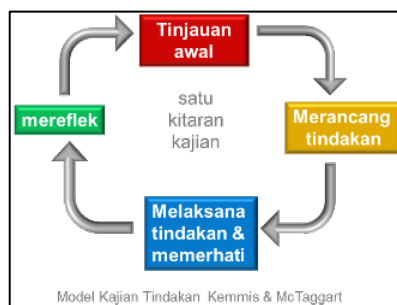 Tinjauan
awal
satu
kitaran
kajian
mereflek
Merancang
tindakan
Melaksana
tindakan &
memerhati
Model Kajian Tindakan Kemmis & McTaggart